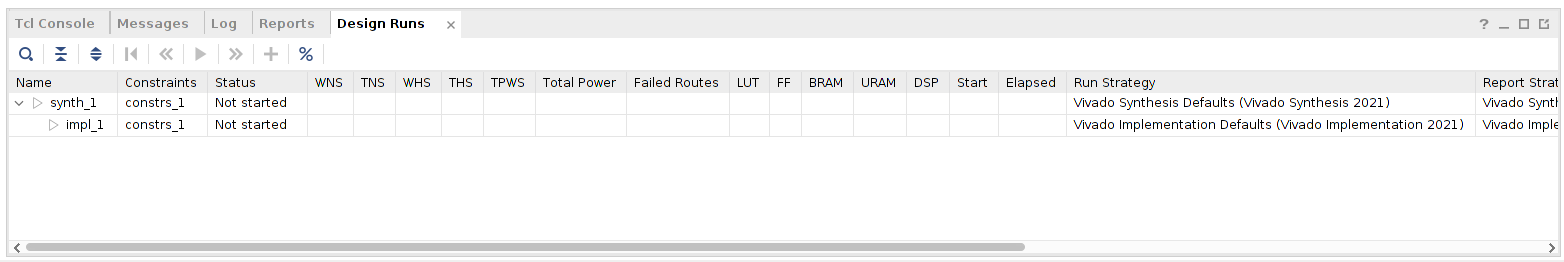 Tcl Console Messages Log Reports Design Runs × ?
%
Name Constraints Status WNS TNS WHS THS TPWS Total Power Failed Routes LUT FF BRAM URAM DSP Start Elapsed Run Strategy Report Strat
synth_1 constrs_1 Not started Vivado Synthesis Defaults (Vivado Synthesis 2021) Vivado Synth
impl_1 constrs_1 Not started Vivado Implementation Defaults (Vivado Implementation 2021) Vivado Imple